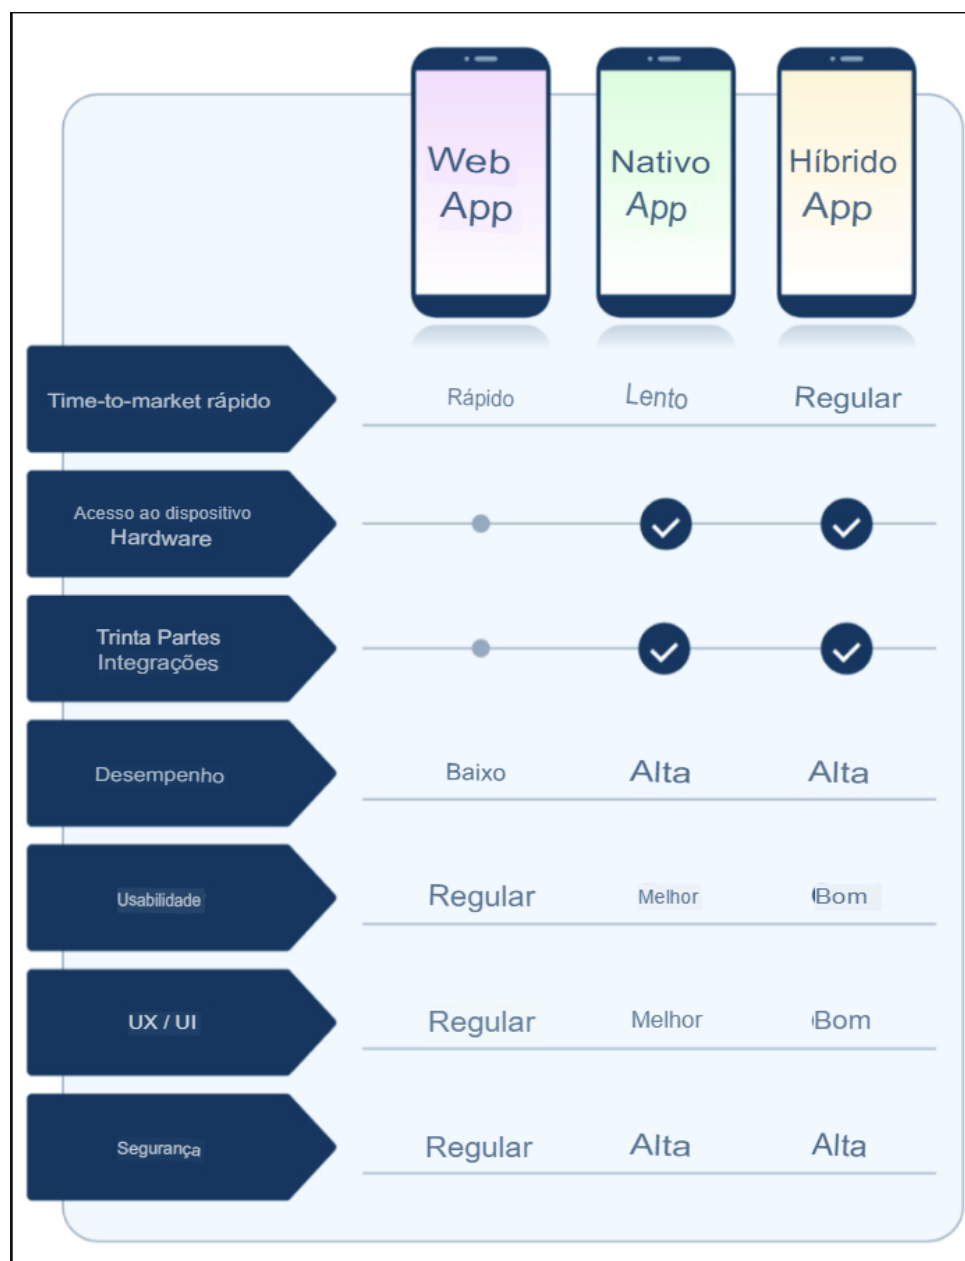 Web
App
Nativo
App
Híbrido
App
Time-to-market rápido
Rápido
Lento
Regular
Acesso ao dispositivo
Hardware
Trinta Partes
Integrações
Desempenho
Baixo
Alta
Alta
Usabilidade
Regular
Melhor
Bom
UX / UI
Regular
Melhor
Bom
Segurança
Regular
Alta
Alta